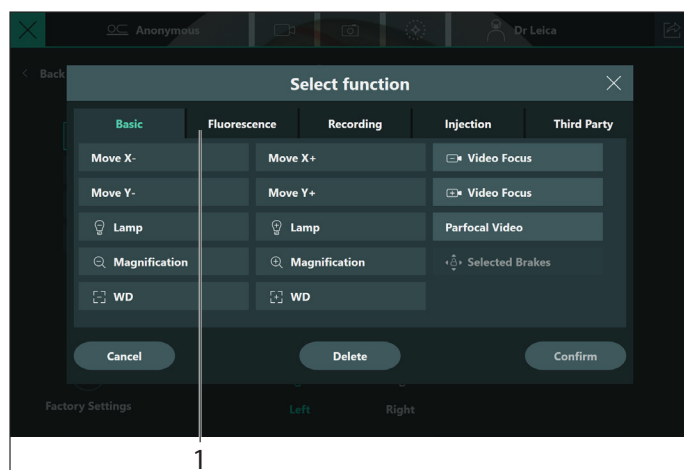 Anonymous
Dr Leica
< Back
Select function
Basic Fluorescence Recording Injection Third Party
Move X- Move X+ Video Focus
Move Y- Move Y+ Video Focus
Lamp Lamp Parfocal Video
Magnification Magnification Selected Brakes
WD WD
Cancel Delete Confirm
Factory Settings Left Right
1